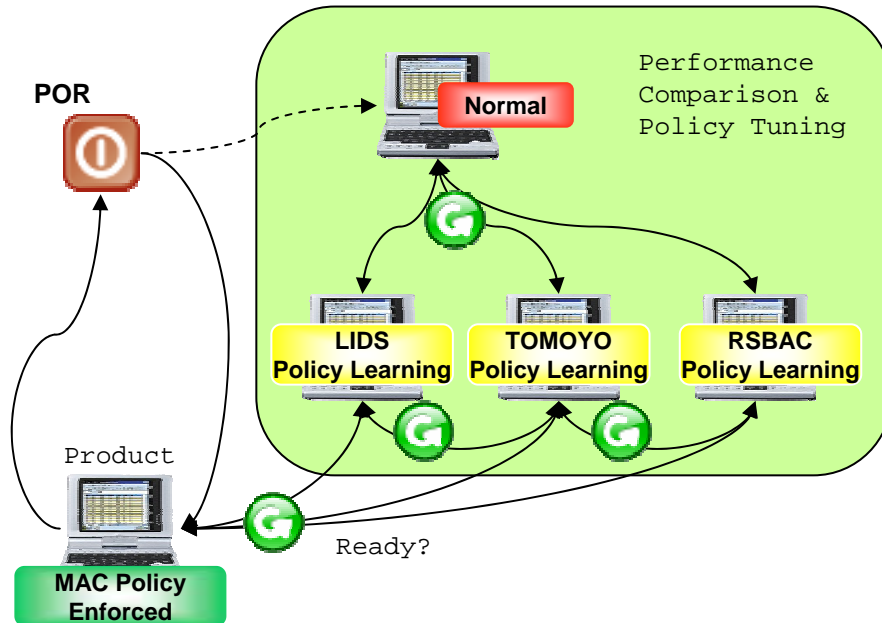 POR
Normal
Performance
Comparison &
Policy Tuning
LIDS
Policy Learning
TOMOYO
Policy Learning
RSBAC
Policy Learning
Product
Ready?
MAC Policy
Enforced